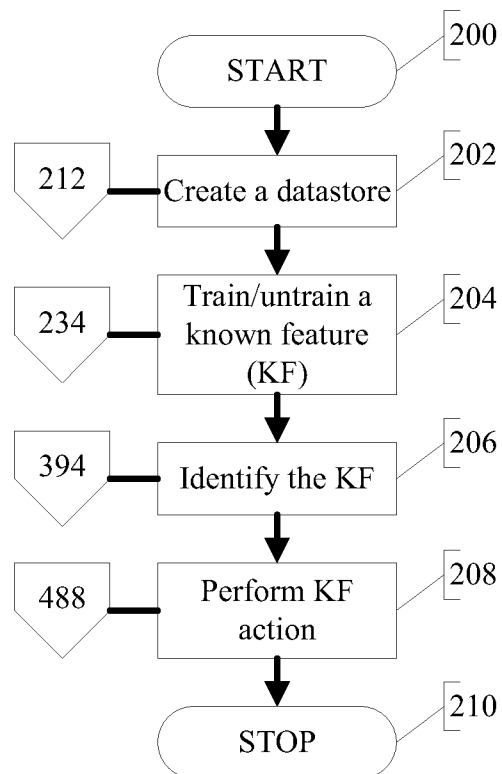 200
START
202
212
Create a datastore
204
234
Train/untrain a
known feature
(KF)
206
394
Identify the KF
208
488
Perform KF
action
210
STOP